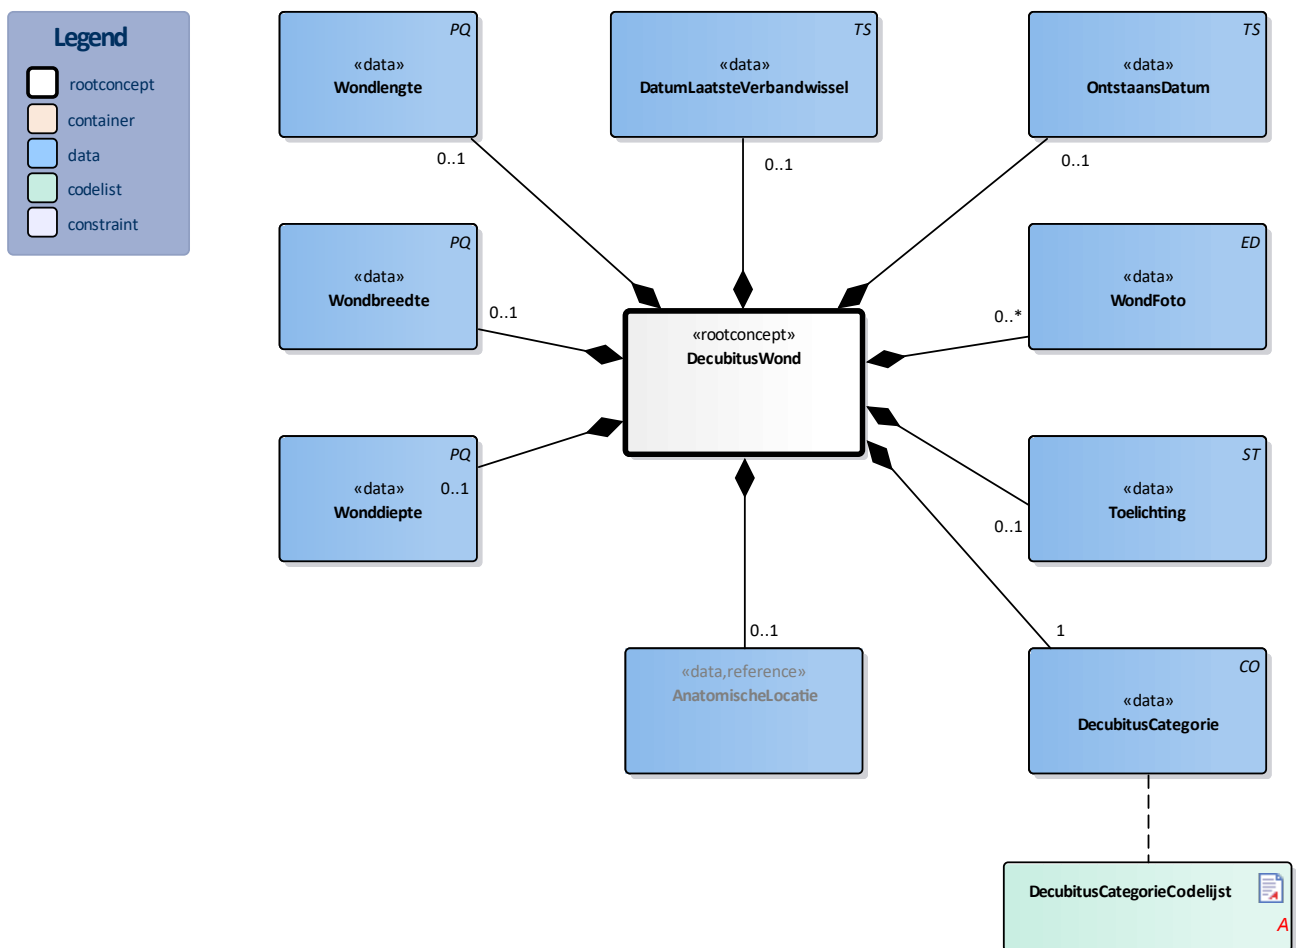 Legend
rootconcept
container
data
codelist
constraint
PQ
«data»
Wondlengte
0..1
TS
«data»
DatumLaatsteVerbandwissel
0..1
TS
«data»
OntstaansDatum
0..1
PQ
«data»
Wondbreedte
0..1
«rootconcept»
DecubitusWond
ED
«data»
WondFoto
0..*
PQ
«data»
Wonddiepte
0..1
ST
«data»
Toelichting
0..1
0..1
«data,reference»
AnatomischeLocatie
1
CO
«data»
DecubitusCategorie
DecubitusCategorieCodelijst
A